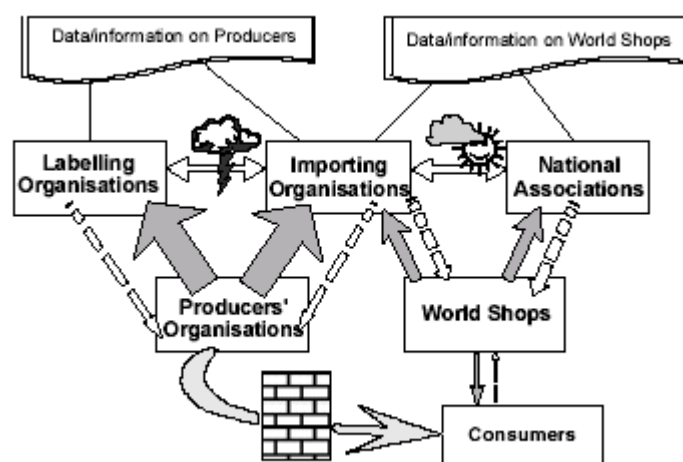 Data/information on Producers
Data/information on World Shops
Labelling
Organisations
Importing
Organisations
National
Associations
Producers'
Organisations
World Shops
Consumers